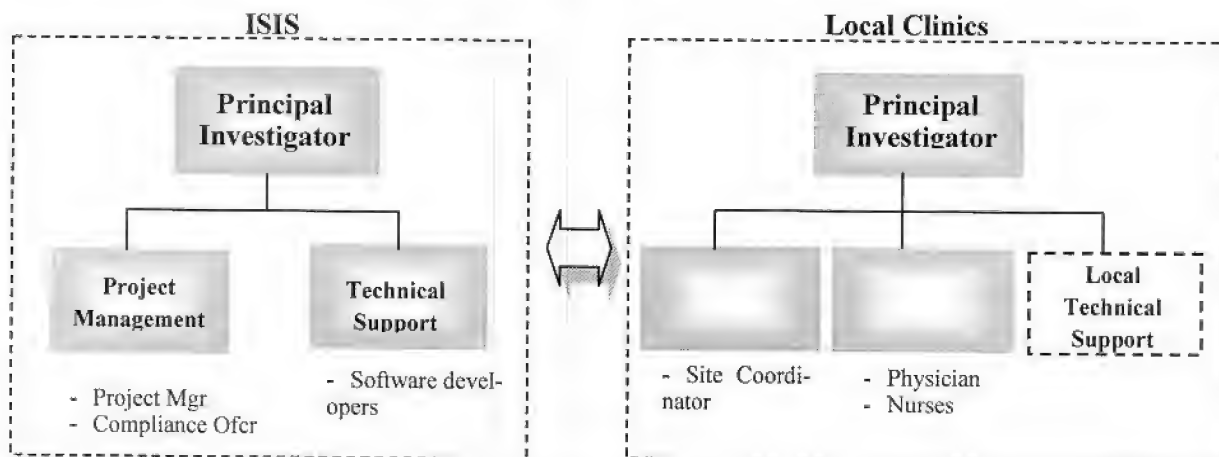 ISIS
Principal
Investigator
Project
Management
Technical
Support
- Project Mgr
- Compliance Ofcr
- Software devel-
opers
Local Clinics
Principal
Investigator
Local
Technical
Support
- Site Coordi-
nator
- Physician
- Nurses